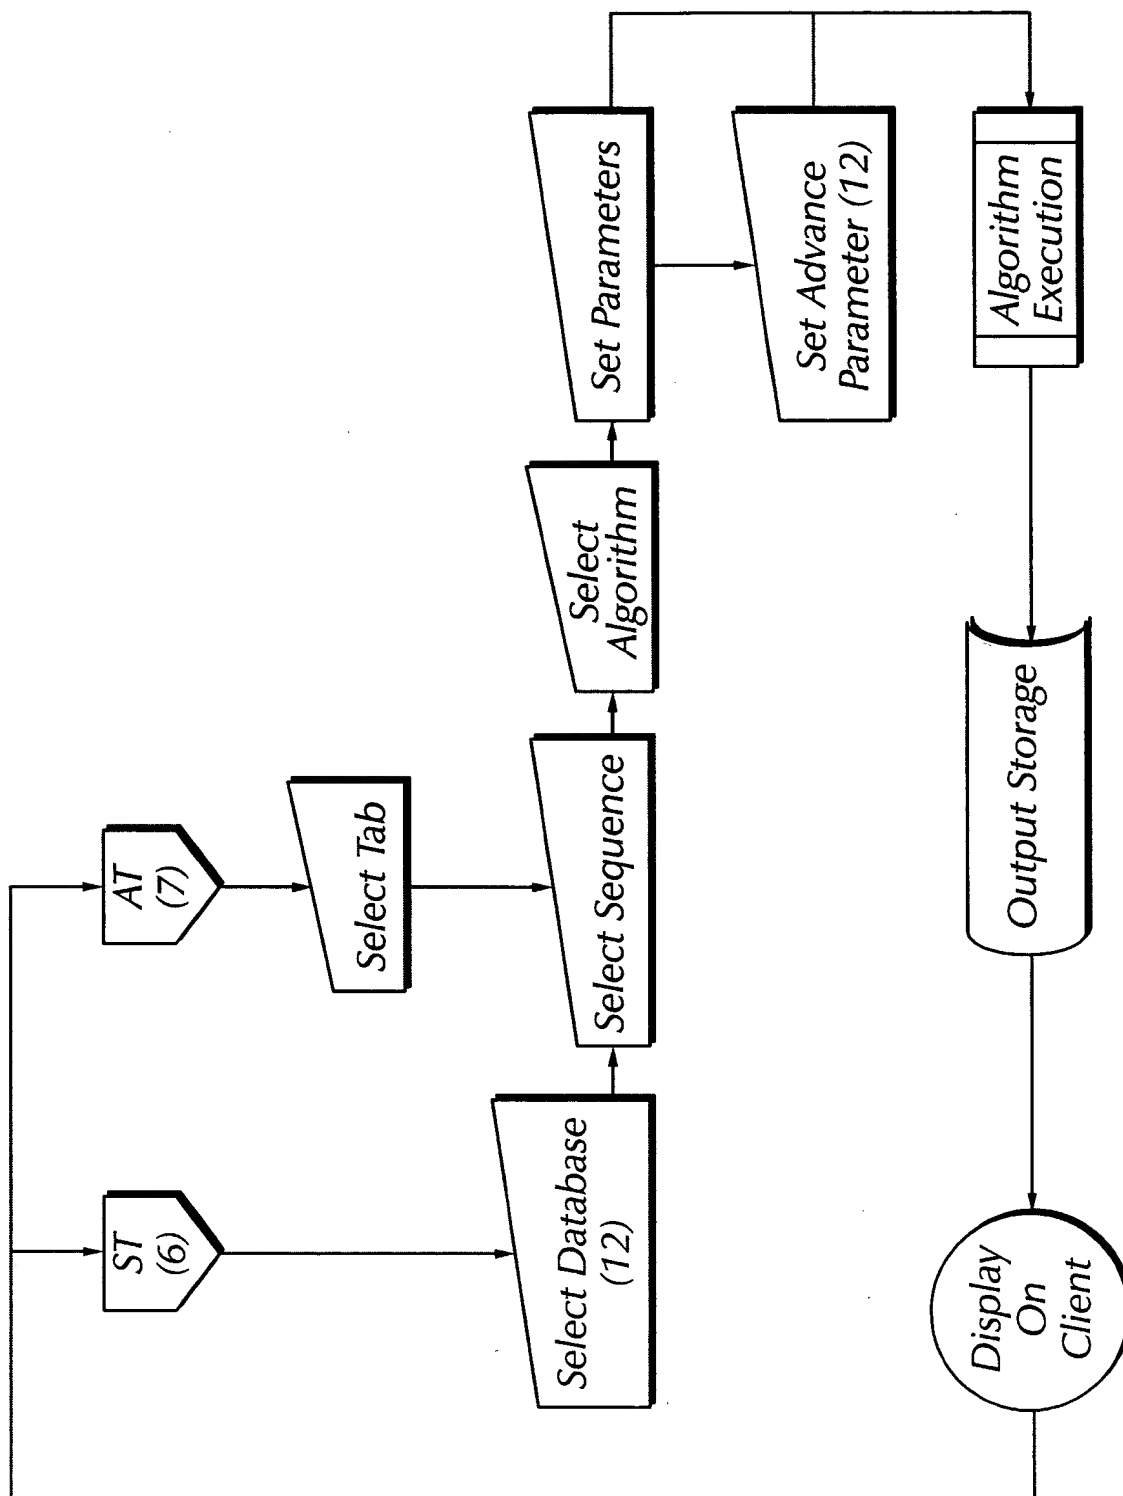 ST
(6)
AT
(7)
Select Tab
Select Database
(12)
Select Sequence
Select
Algorithm
Set Parameters
Set Advance
Parameter (12)
Algorithm
Execution
Output Storage
Display
On
Client